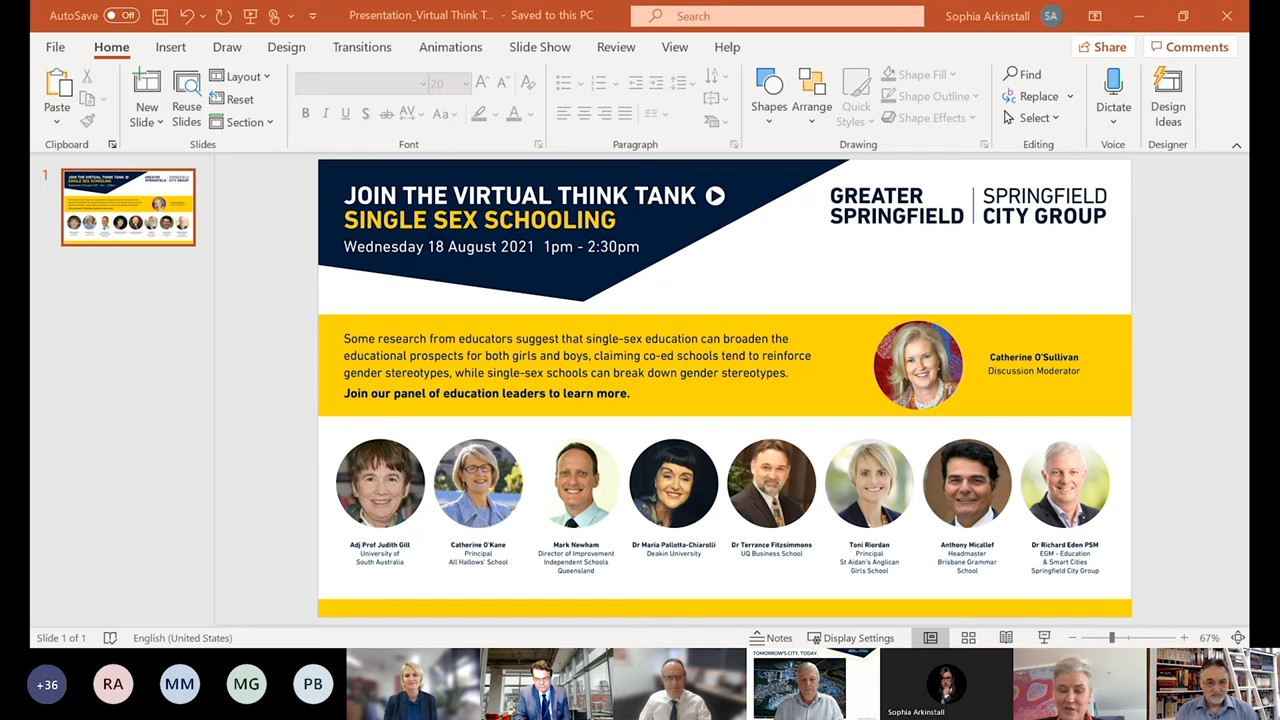 AutoSave Off Presentation_Virtual Think T... - Saved to this PC Search Sophia Arkinstall SA
File Home Insert Draw Design Transitions Animations Slide Show Review View Help Share Comments
Paste
New
Slide
Reuse
Slides
Layout
Reset
Section
20
B I U S ab AV Aa A
Shapes
Arrange
Quick
Styles
Shape Fill
Shape Outline
Shape Effects
Find
Replace
Select
Dictate
Design
Ideas
Clipboard Slides Font Paragraph Drawing Editing Voice Designer
1
JOIN THE VIRTUAL THINK TANK
SINGLE SEX SCHOOLING
Wednesday 18 August 2021 1pm - 2:30pm
GREATER
SPRINGFIELD
SPRINGFIELD
CITY GROUP
Some research from educators suggest that single-sex education can broaden the
educational prospects for both girls and boys, claiming co-ed schools tend to reinforce
gender stereotypes, while single-sex schools can break down gender stereotypes.
Join our panel of education leaders to learn more.
Catherine O'Sullivan
Discussion Moderator
Adj Prof Judith Gill
University of
South Australia
Catherine O'Kane
Principal
All Hallows' School
Mark Newham
Director of Improvement
Independent Schools
Queensland
Dr Maria Pallotta-Chiarolli
Deakin University
Dr Terrance Fitzsimmons
UQ Business School
Toni Riordan
Principal
St Aidan's Anglican
Girls School
Anthony Micallef
Headmaster
Brisbane Grammar
School
Dr Richard Eden PSM
EGM - Education
& Smart Cities
Springfield City Group
Slide 1 of 1 English (United States) Notes Display Settings 67%
+36 RA MM MG PB
TOMORROW'S CITY, TODAY.
Sophia Arkinstall